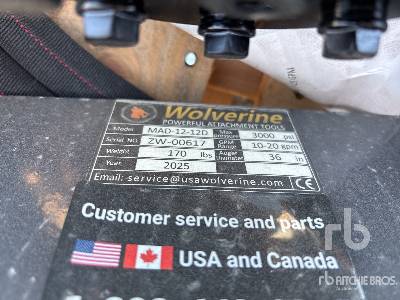 Wolverine
POWERFUL ATTACHMENT TOOLS
Model MAD-12-12D Max pressure 3000 psi
Serial NO. ZW-00617 GPM Range 10-20 gpm
Weight 170 lbs Auger Diameter 36 in
Year 2025
Email: service@usawolverine.com CE
Customer service and parts
USA and Canada
rb
RITCHIE BROS